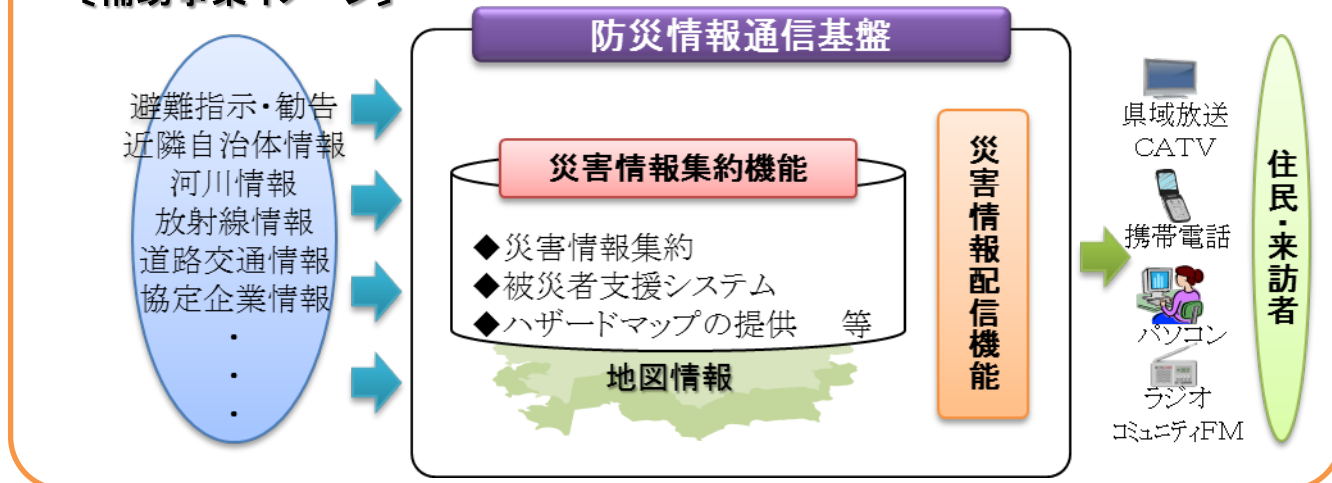 防災情報通信基盤
避難指示・勧告
近隣自治体情報
河川情報
放射線情報
道路交通情報
協定企業情報
・
・
・
災害情報集約機能
◆災害情報集約
◆被災者支援システム
◆ハザードマップの提供　等
地図情報
災害情報配信機能
県域放送
CATV
携帯電話
パソコン
ラジオ
コミュニティFM
住民・来訪者